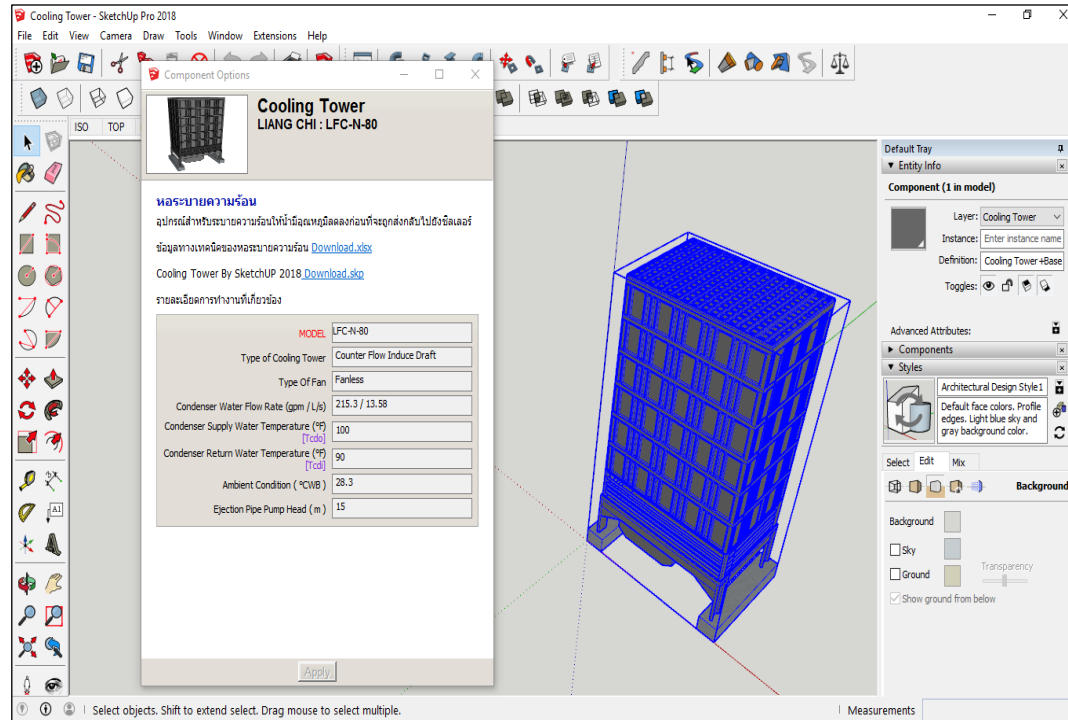 Cooling Tower - SketchUp Pro 2018
File Edit View Camera Draw Tools Window Extensions Help
Component Options
Cooling Tower
LIANG CHI : LFC-N-80
ISO TOP
หอระบายความร้อน
อุปกรณ์สำหรับระบายความร้อนให้น้ำมีอุณหภูมิลดลงก่อนที่จะถูกส่งกลับไปยังชิลเลอร์
ข้อมูลทางเทคนิคของหอระบายความร้อน Download.xlsx
Cooling Tower By SketchUP 2018 Download.skp
รายละเอียดการทำงานที่เกี่ยวข้อง
MODEL LFC-N-80
Type of Cooling Tower Counter Flow Induce Draft
Type Of Fan Fanless
Condenser Water Flow Rate (gpm / L/s) 215.3 / 13.58
Condenser Supply Water Temperature (ºF) [Tcdo] 100
Condenser Return Water Temperature (ºF) [Tcdi] 90
Ambient Condition ( ºCWB ) 28.3
Ejection Pipe Pump Head ( m ) 15
Apply
Default Tray
Entity Info
Component (1 in model)
Layer: Cooling Tower
Instance: Enter instance name
Definition: Cooling Tower +Base
Toggles:
Advanced Attributes:
Components
Styles
Architectural Design Style1
Default face colors. Profile
edges. Light blue sky and
gray background color.
Select Edit Mix
Background
Background
Sky
Ground
Transparency
Show ground from below
Select objects. Shift to extend select. Drag mouse to select multiple.
Measurements